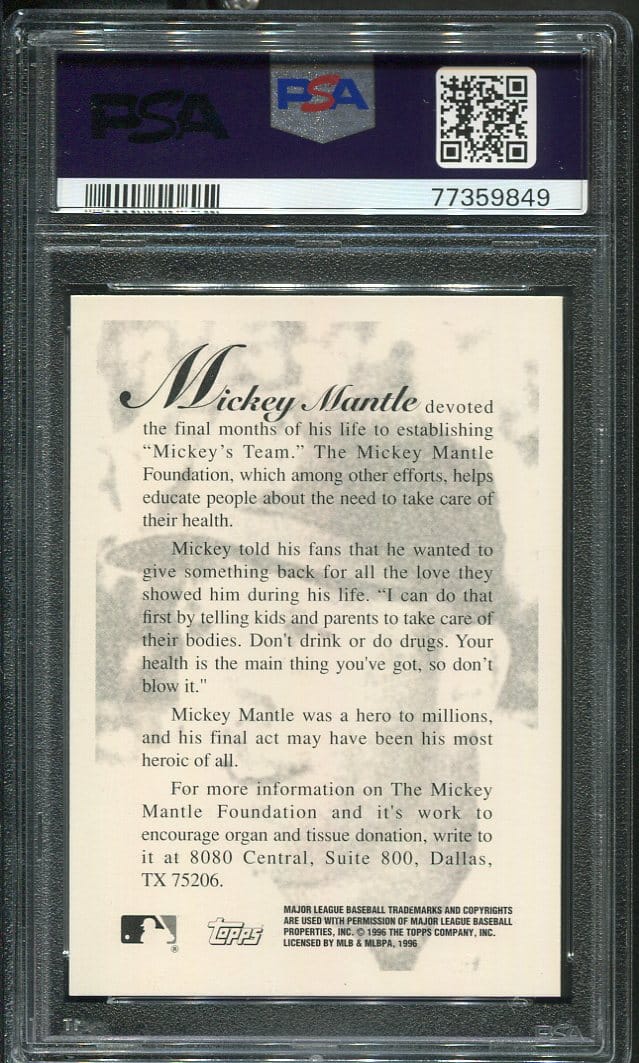 PSA PSA
77359849
Mickey Mantle devoted
the final months of his life to establishing
“Mickey’s Team.” The Mickey Mantle
Foundation, which among other efforts, helps
educate people about the need to take care of
their health.
Mickey told his fans that he wanted to
give something back for all the love they
showed him during his life. “I can do that
first by telling kids and parents to take care of
their bodies. Don't drink or do drugs. Your
health is the main thing you've got, so don’t
blow it."
Mickey Mantle was a hero to millions,
and his final act may have been his most
heroic of all.
For more information on The Mickey
Mantle Foundation and it's work to
encourage organ and tissue donation, write to
it at 8080 Central, Suite 800, Dallas,
TX 75206.
MAJOR LEAGUE BASEBALL TRADEMARKS AND COPYRIGHTS
ARE USED WITH PERMISSION OF MAJOR LEAGUE BASEBALL
PROPERTIES, INC. © 1996 THE TOPPS COMPANY, INC.
LICENSED BY MLB & MLBPA, 1996
®
TOPPS
PSA